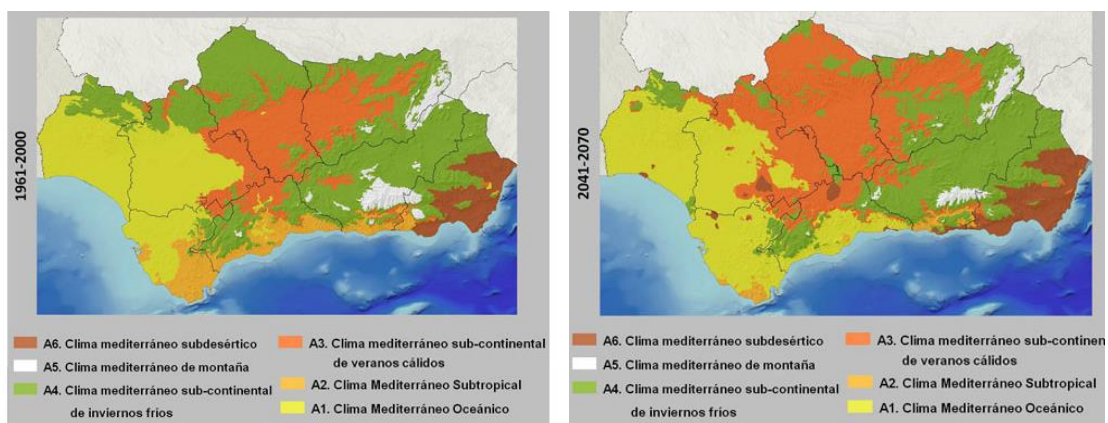 1961-2000
A6. Clima mediterráneo subdesértico
A5. Clima mediterráneo de montaña
A4. Clima mediterráneo sub-continental
de inviernos fríos
A3. Clima mediterráneo sub-continental
de veranos cálidos
A2. Clima Mediterráneo Subtropical
A1. Clima Mediterráneo Oceánico
2041-2070
A6. Clima mediterráneo subdesértico
A5. Clima mediterráneo de montaña
A4. Clima mediterráneo sub-continental
de inviernos fríos
A3. Clima mediterráneo sub-continen
de veranos cálidos
A2. Clima Mediterráneo Subtropical
A1. Clima Mediterráneo Oceánico